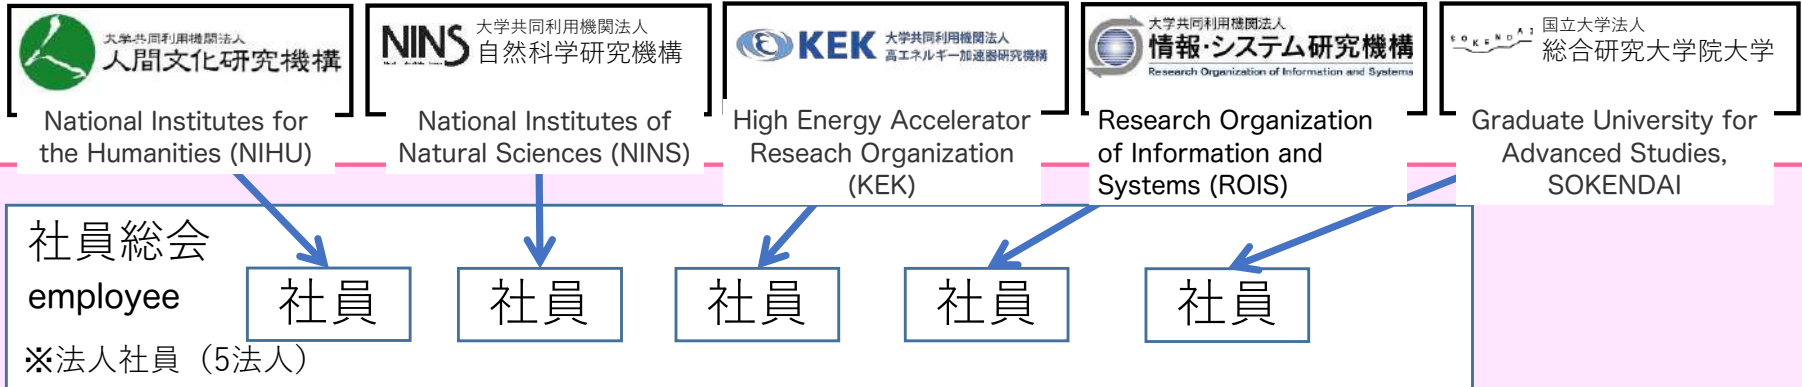 大学共同利用機関法人
人間文化研究機構
National Institutes for
the Humanities (NIHU)
NINS
大学共同利用機関法人
自然科学研究機構
National Institutes of
Natural Sciences (NINS)
KEK
大学共同利用機関法人
高エネルギー加速器研究機構
High Energy Accelerator
Reseach Organization
(KEK)
大学共同利用機関法人
情報・システム研究機構
Research Organization of Information and Systems
Research Organization
of Information and
Systems (ROIS)
SOKENDAI
国立大学法人
総合研究大学院大学
Graduate University for
Advanced Studies,
SOKENDAI
社員総会
employee
社員
社員
社員
社員
社員
※法人社員（5法人）